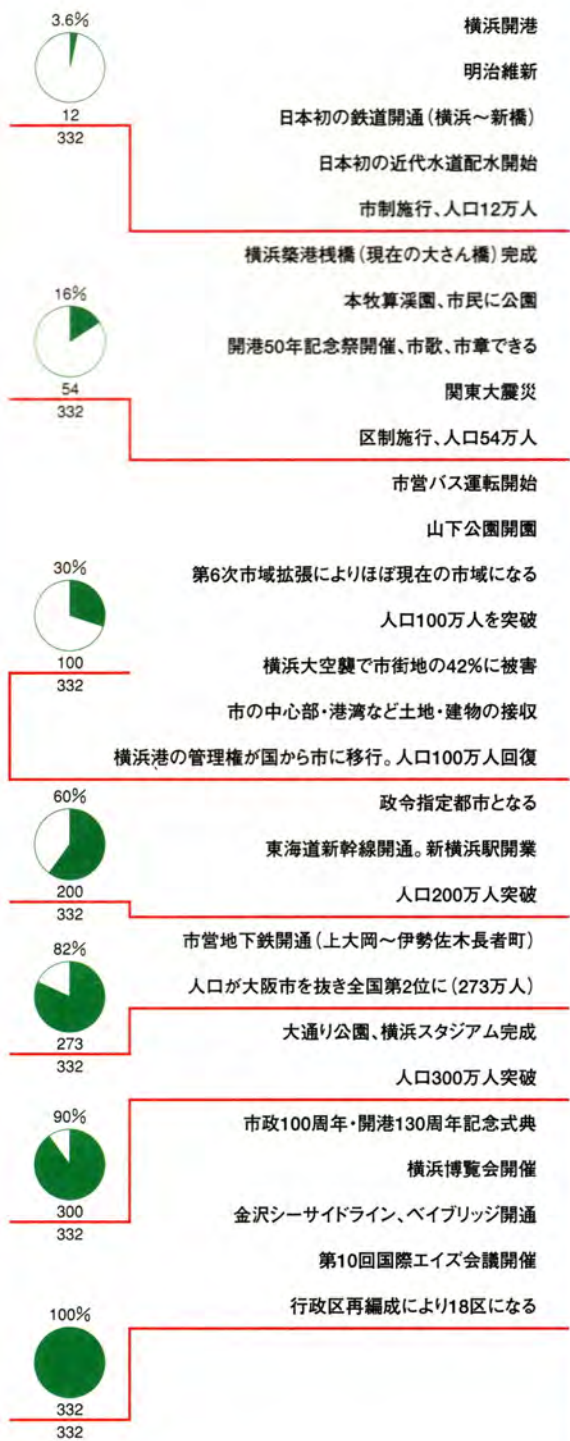 3.6%
12
332
横浜開港
明治維新
日本初の鉄道開通(横浜〜新橋)
日本初の近代水道配水開始
市制施行、人口12万人
横浜築港桟橋(現在の大さん橋)完成
16%
54
332
本牧算渓園、市民に公園
開港50年記念祭開催、市歌、市章できる
関東大震災
区制施行、人口54万人
市営バス運転開始
山下公園開園
30%
100
332
第6次市域拡張によりほぼ現在の市域になる
人口100万人を突破
横浜大空襲で市街地の42%に被害
市の中心部・港湾など土地・建物の接収
横浜港の管理権が国から市に移行。人口100万人回復
60%
200
332
政令指定都市となる
東海道新幹線開通。新横浜駅開業
人口200万人突破
市営地下鉄開通(上大岡〜伊勢佐木長者町)
82%
273
332
人口が大阪市を抜き全国第2位に(273万人)
大通り公園、横浜スタジアム完成
人口300万人突破
90%
300
332
市政100周年・開港130周年記念式典
横浜博覧会開催
金沢シーサイドライン、ベイブリッジ開通
第10回国際エイズ会議開催
行政区再編成により18区になる
100%
332
332